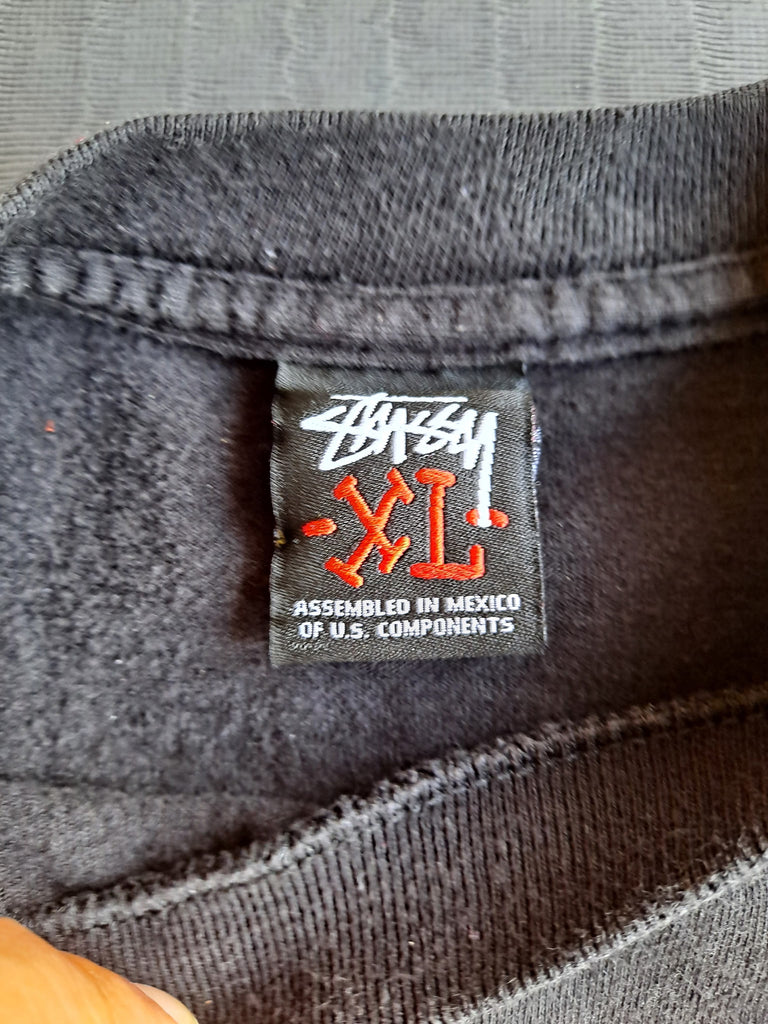 STUSSY
-XL-
ASSEMBLED IN MEXICO
OF U.S. COMPONENTS